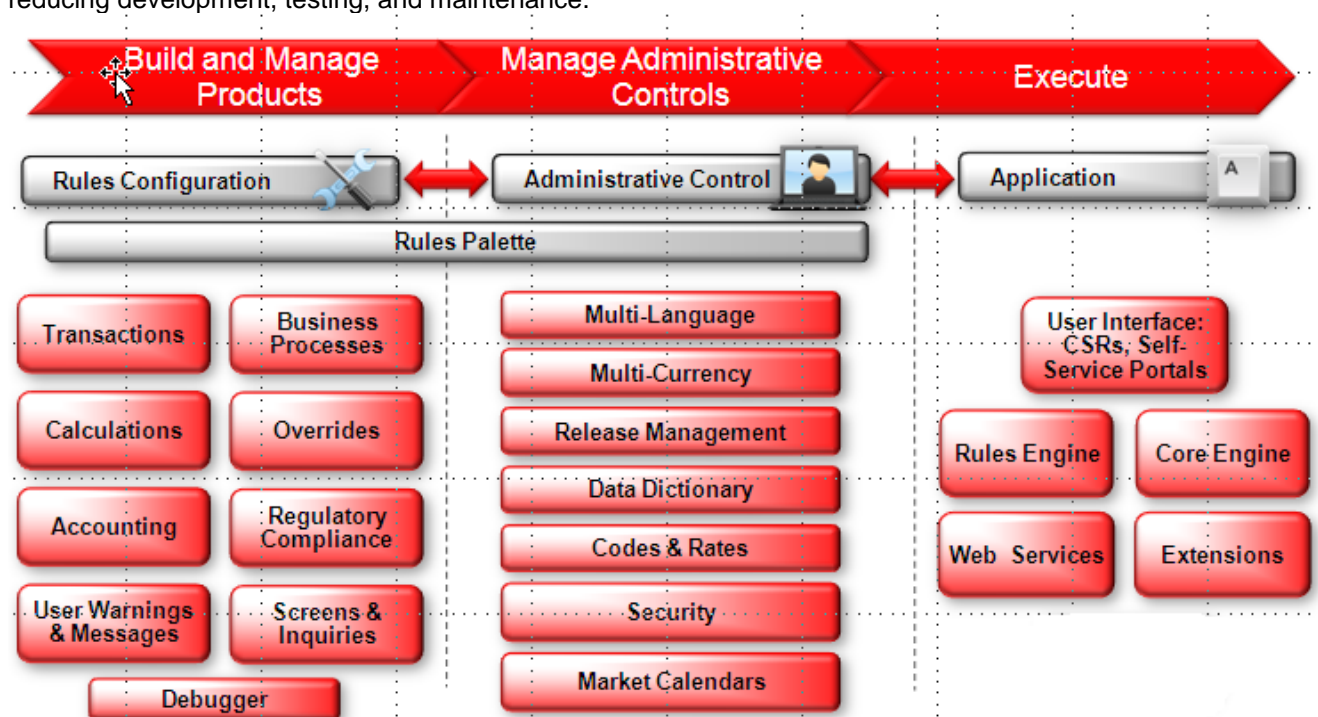 reducing development, testing, and maintenance.
Build and Manage
Products
Manage Administrative
Controls
Execute
Rules Configuration
Administrative Control
Application
A
Rules Palette
Transactions
Business
Processes
Calculations
Overrides
Accounting
Regulatory
Compliance
User Warnings
& Messages
Screens &
Inquiries
Debugger
Multi-Language
Multi-Currency
Release Management
Data Dictionary
Codes & Rates
Security
Market Calendars
User Interface:
CSRs, Self-
Service Portals
Rules Engine
Core Engine
Web Services
Extensions